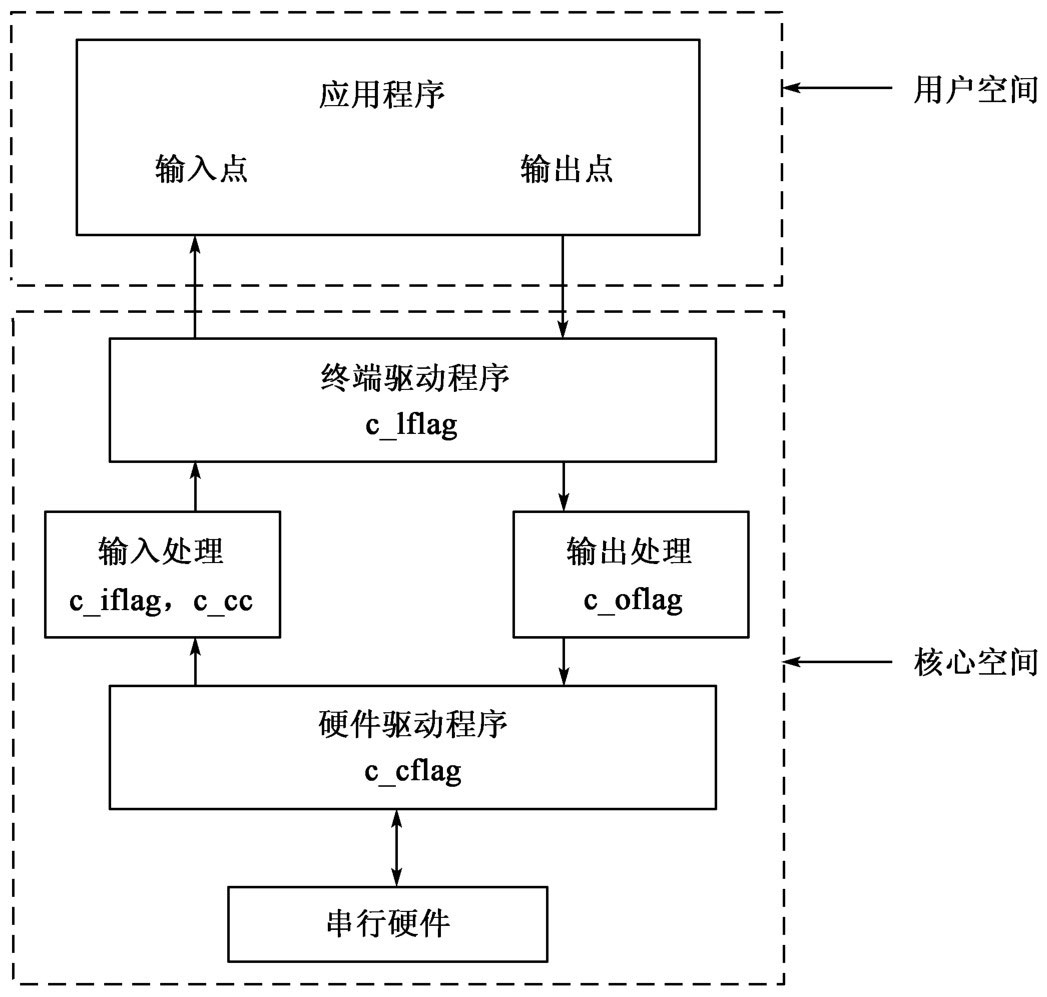 应用程序
用户空间
输入点
输出点
终端驱动程序
c_lflag
输入处理
c_iflag，c_cc
输出处理
c_oflag
核心空间
硬件驱动程序
c_cflag
串行硬件